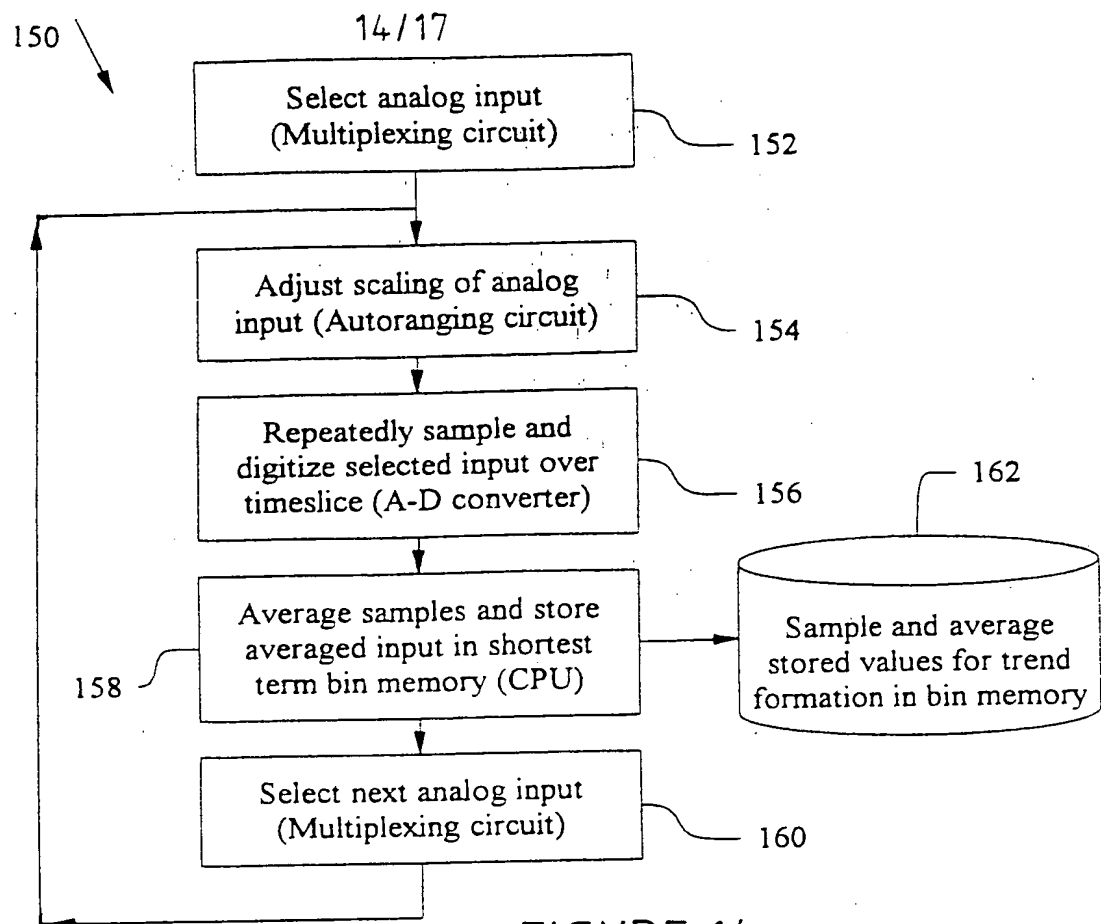 150
14/17
Select analog input
(Multiplexing circuit)
152
Adjust scaling of analog
input (Autoranging circuit)
154
Repeatedly sample and
digitize selected input over
timeslice (A-D converter)
156
162
Average samples and store
averaged input in shortest
term bin memory (CPU)
158
Sample and average
stored values for trend
formation in bin memory
Select next analog input
(Multiplexing circuit)
160